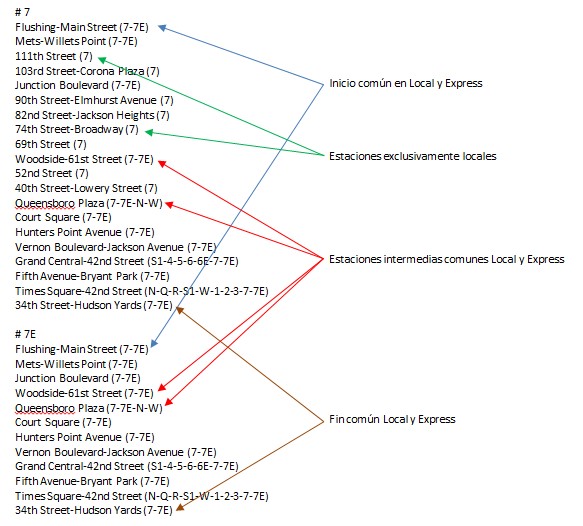 # 7
Flushing-Main Street (7-7E)
Mets-Willets Point (7-7E)
111th Street (7)
103rd Street-Corona Plaza (7)
Junction Boulevard (7-7E)
90th Street-Elmhurst Avenue (7)
82nd Street-Jackson Heights (7)
74th Street-Broadway (7)
69th Street (7)
Woodside-61st Street (7-7E)
52nd Street (7)
40th Street-Lowery Street (7)
Queensboro Plaza (7-7E-N-W)
Court Square (7-7E)
Hunters Point Avenue (7-7E)
Vernon Boulevard-Jackson Avenue (7-7E)
Grand Central-42nd Street (S1-4-5-6-6E-7-7E)
Fifth Avenue-Bryant Park (7-7E)
Times Square-42nd Street (N-Q-R-S1-W-1-2-3-7-7E)
34th Street-Hudson Yards (7-7E)
# 7E
Flushing-Main Street (7-7E)
Mets-Willets Point (7-7E)
Junction Boulevard (7-7E)
Woodside-61st Street (7-7E)
Queensboro Plaza (7-7E-N-W)
Court Square (7-7E)
Hunters Point Avenue (7-7E)
Vernon Boulevard-Jackson Avenue (7-7E)
Grand Central-42nd Street (S1-4-5-6-6E-7-7E)
Fifth Avenue-Bryant Park (7-7E)
Times Square-42nd Street (N-Q-R-S1-W-1-2-3-7-7E)
34th Street-Hudson Yards (7-7E)
Inicio común en Local y Express
Estaciones exclusivamente locales
Estaciones intermedias comunes Local y Express
Fin común Local y Express